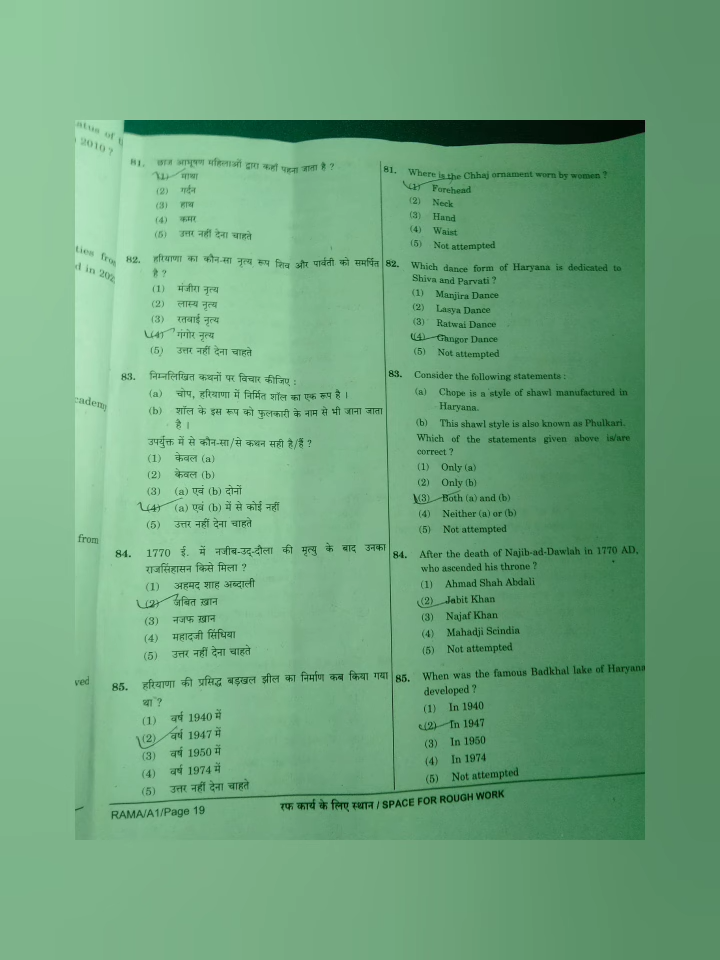 2010 ?
81. छाज आभूषण महिलाओं द्वारा कहाँ पहना जाता है ?
(1) माथा
(2) गर्दन
(3) हाथ
(4) कमर
(5) उत्तर नहीं देना चाहते
82. हरियाणा का कौन-सा नृत्य रूप शिव और पार्वती को समर्पित
है ?
(1) मंजीरा नृत्य
(2) लास्य नृत्य
(3) रतवाई नृत्य
(4) गंगोर नृत्य
(5) उत्तर नहीं देना चाहते
83. निम्नलिखित कथनों पर विचार कीजिए :
(a) चोप, हरियाणा में निर्मित शॉल का एक रूप है ।
(b) शॉल के इस रूप को फुलकारी के नाम से भी जाना जाता
है ।
उपर्युक्त में से कौन-सा/से कथन सही है/हैं ?
(1) केवल (a)
(2) केवल (b)
(3) (a) एवं (b) दोनों
(4) (a) एवं (b) में से कोई नहीं
(5) उत्तर नहीं देना चाहते
from
84. 1770 ई. में नजीब-उद्-दौला की मृत्यु के बाद उनका
राजसिंहासन किसे मिला ?
(1) अहमद शाह अब्दाली
(2) जबित ख़ान
(3) नजफ ख़ान
(4) महादजी सिंधिया
(5) उत्तर नहीं देना चाहते
85. हरियाणा की प्रसिद्ध बड़खल झील का निर्माण कब किया गया
था ?
(1) वर्ष 1940 में
(2) वर्ष 1947 में
(3) वर्ष 1950 में
(4) वर्ष 1974 में
(5) उत्तर नहीं देना चाहते
81. Where is the Chhaj ornament worn by women ?
(1) Forehead
(2) Neck
(3) Hand
(4) Waist
(5) Not attempted
82. Which dance form of Haryana is dedicated to
Shiva and Parvati ?
(1) Manjira Dance
(2) Lasya Dance
(3) Ratwai Dance
(4) Gangor Dance
(5) Not attempted
83. Consider the following statements :
(a) Chope is a style of shawl manufactured in
Haryana.
(b) This shawl style is also known as Phulkari.
Which of the statements given above is/are
correct ?
(1) Only (a)
(2) Only (b)
(3) Both (a) and (b)
(4) Neither (a) or (b)
(5) Not attempted
84. After the death of Najib-ad-Dawlah in 1770 AD,
who ascended his throne ?
(1) Ahmad Shah Abdali
(2) Jabit Khan
(3) Najaf Khan
(4) Mahadji Scindia
(5) Not attempted
85. When was the famous Badkhal lake of Haryana
developed ?
(1) In 1940
(2) In 1947
(3) In 1950
(4) In 1974
(5) Not attempted
RAMA/A1/Page 19
रफ कार्य के लिए स्थान / SPACE FOR ROUGH WORK